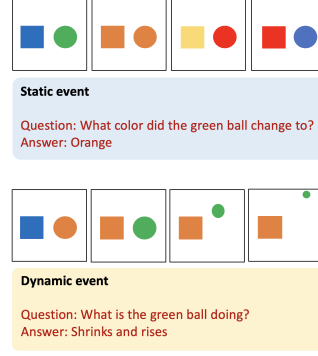 Static event
Question: What color did the green ball change to?
Answer: Orange
Dynamic event
Question: What is the green ball doing?
Answer: Shrinks and rises